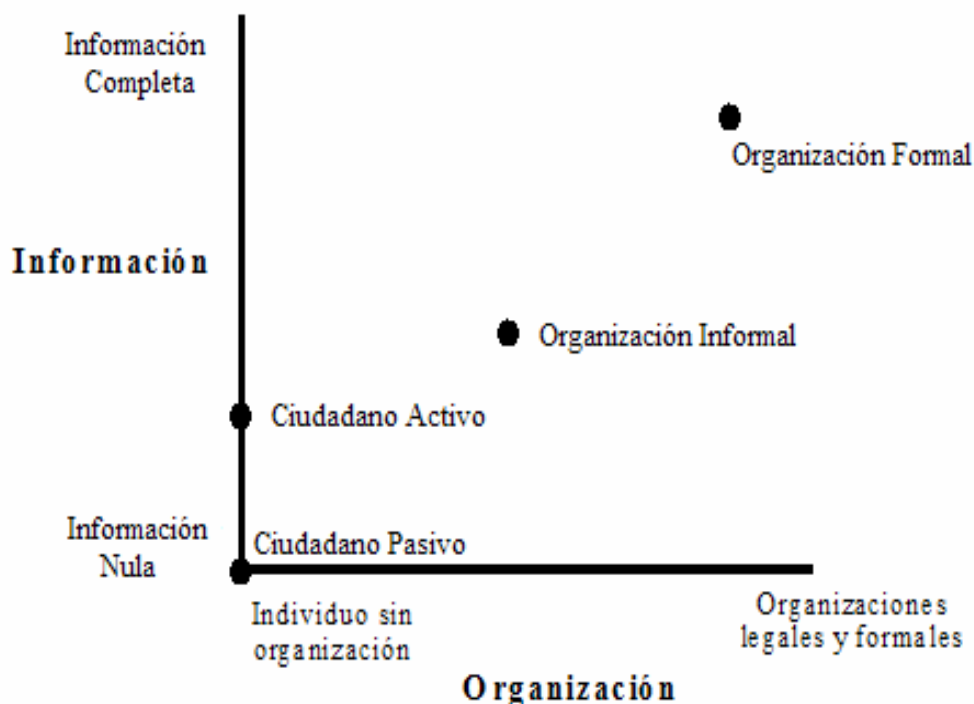 Información
Completa
Organización Formal
Información
Organización Informal
Ciudadano Activo
Información
Nula
Ciudadano Pasivo
Individuo sin
organización
Organizaciones
legales y formales
Organización